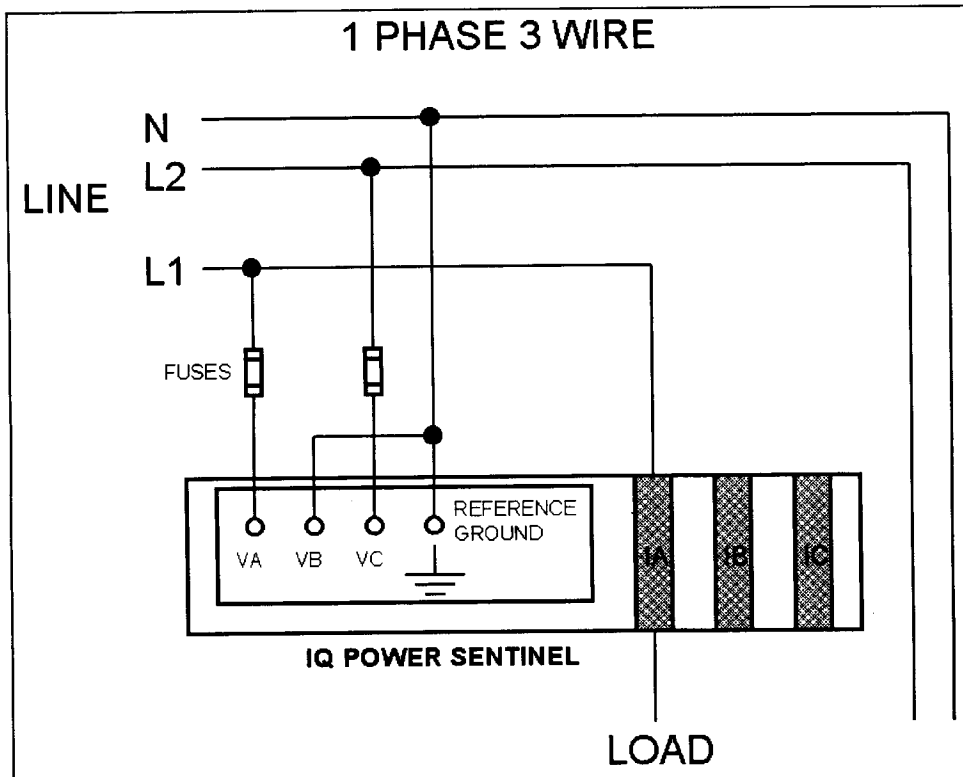 1 PHASE 3 WIRE
N
L2
LINE
L1
FUSES
REFERENCE
GROUND
VA VB VC
IA IB IC
IQ POWER SENTINEL
LOAD